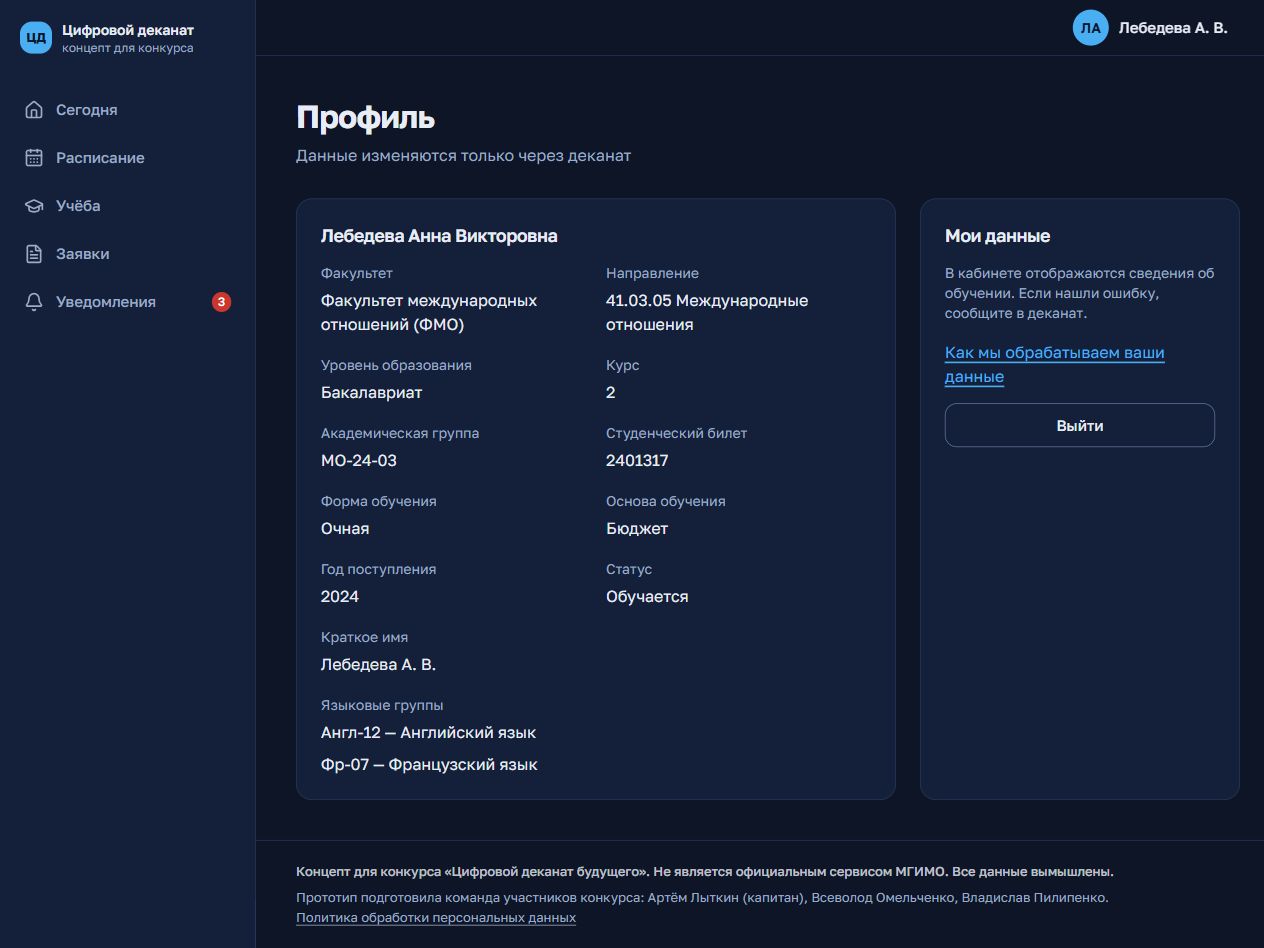 ЦД
Цифровой деканат
концепт для конкурса
Сегодня
Расписание
Учёба
Заявки
Уведомления 3
ЛА Лебедева А. В.
Профиль
Данные изменяются только через деканат
Лебедева Анна Викторовна
Факультет
Факультет международных
отношений (ФМО)
Направление
41.03.05 Международные
отношения
Уровень образования
Бакалавриат
Курс
2
Академическая группа
МО-24-03
Студенческий билет
2401317
Форма обучения
Очная
Основа обучения
Бюджет
Год поступления
2024
Статус
Обучается
Краткое имя
Лебедева А. В.
Языковые группы
Англ-12 — Английский язык
Фр-07 — Французский язык
Мои данные
В кабинете отображаются сведения об
обучении. Если нашли ошибку,
сообщите в деканат.
Как мы обрабатываем ваши
данные
Выйти
Концепт для конкурса «Цифровой деканат будущего». Не является официальным сервисом МГИМО. Все данные вымышлены.
Прототип подготовила команда участников конкурса: Артём Лыткин (капитан), Всеволод Омельченко, Владислав Пилипенко.
Политика обработки персональных данных